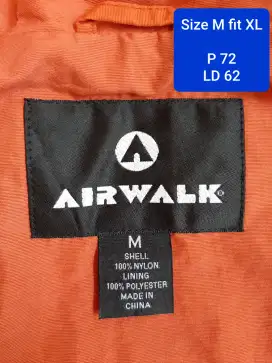 Size M fit XL
P 72
LD 62
AIRWALK®
M
SHELL
100% NYLON
LINING
100% POLYESTER
MADE IN
CHINA